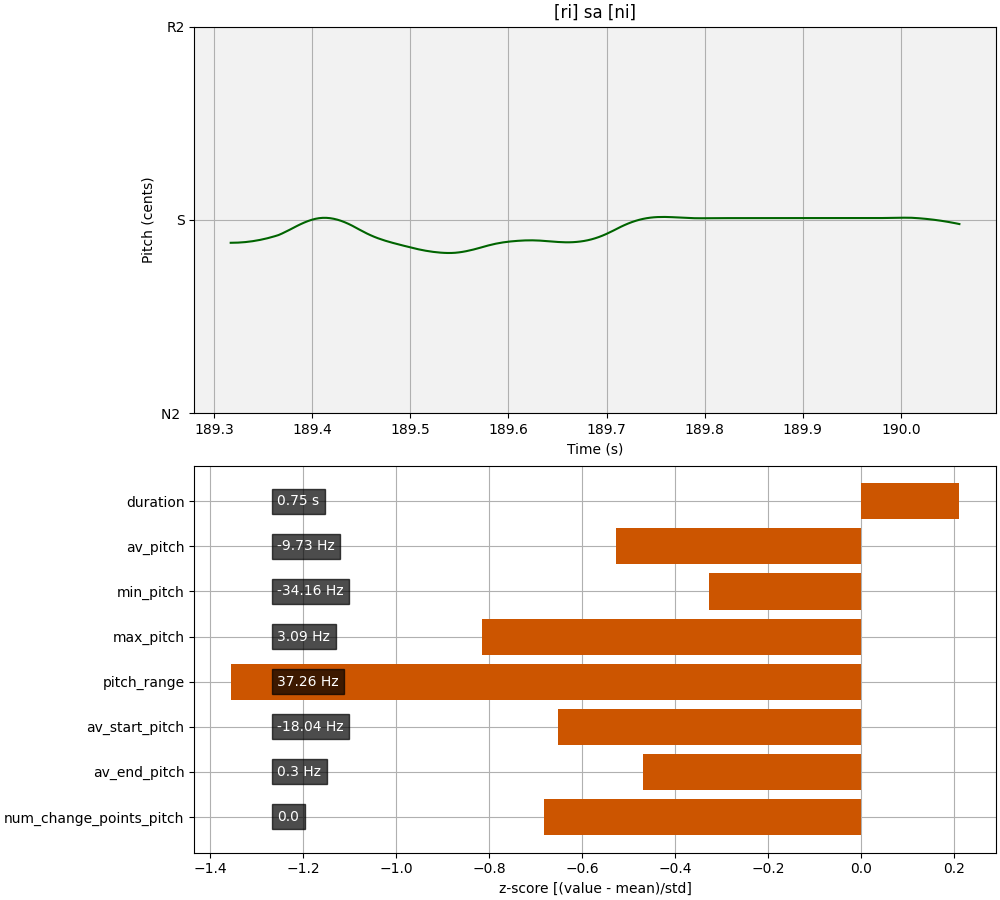 [ri] sa [ni]
R2
S
N2
Pitch (cents)
189.3 189.4 189.5 189.6 189.7 189.8 189.9 190.0
Time (s)
duration 0.75 s
av_pitch -9.73 Hz
min_pitch -34.16 Hz
max_pitch 3.09 Hz
pitch_range 37.26 Hz
av_start_pitch -18.04 Hz
av_end_pitch 0.3 Hz
num_change_points_pitch 0.0
−1.4 −1.2 −1.0 −0.8 −0.6 −0.4 −0.2 0.0 0.2
z-score [(value - mean)/std]